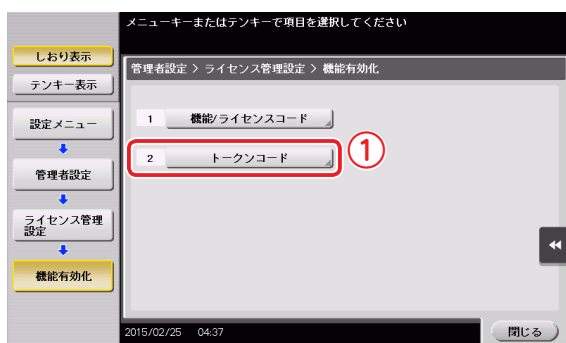 メニューキーまたはテンキーで項目を選択してください
しおり表示
テンキー表示
管理者設定 > ライセンス管理設定 > 機能有効化
設定メニュー
管理者設定
ライセンス管理
設定
機能有効化
1 機能/ライセンスコード
2 トークンコード
①
2015/02/25 04:37
閉じる